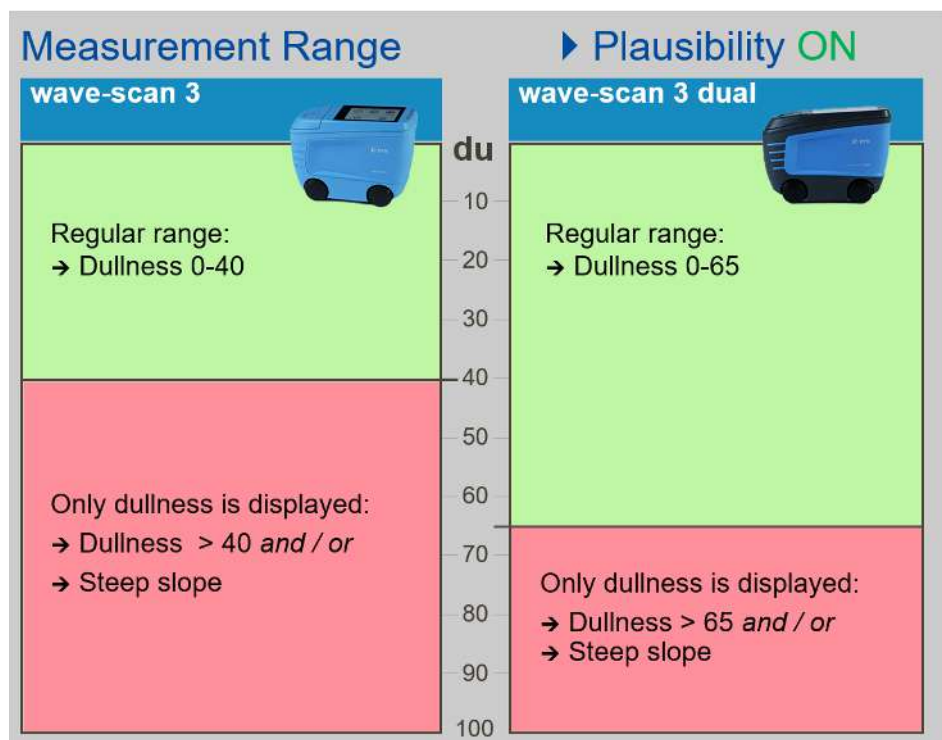 Measurement Range
Plausibility ON
wave-scan 3
wave-scan 3 dual
du
Regular range:
→ Dullness 0-40
10
20
30
40
50
60
70
80
90
100
Regular range:
→ Dullness 0-65
Only dullness is displayed:
→ Dullness > 40 and / or
→ Steep slope
Only dullness is displayed:
→ Dullness > 65 and / or
→ Steep slope